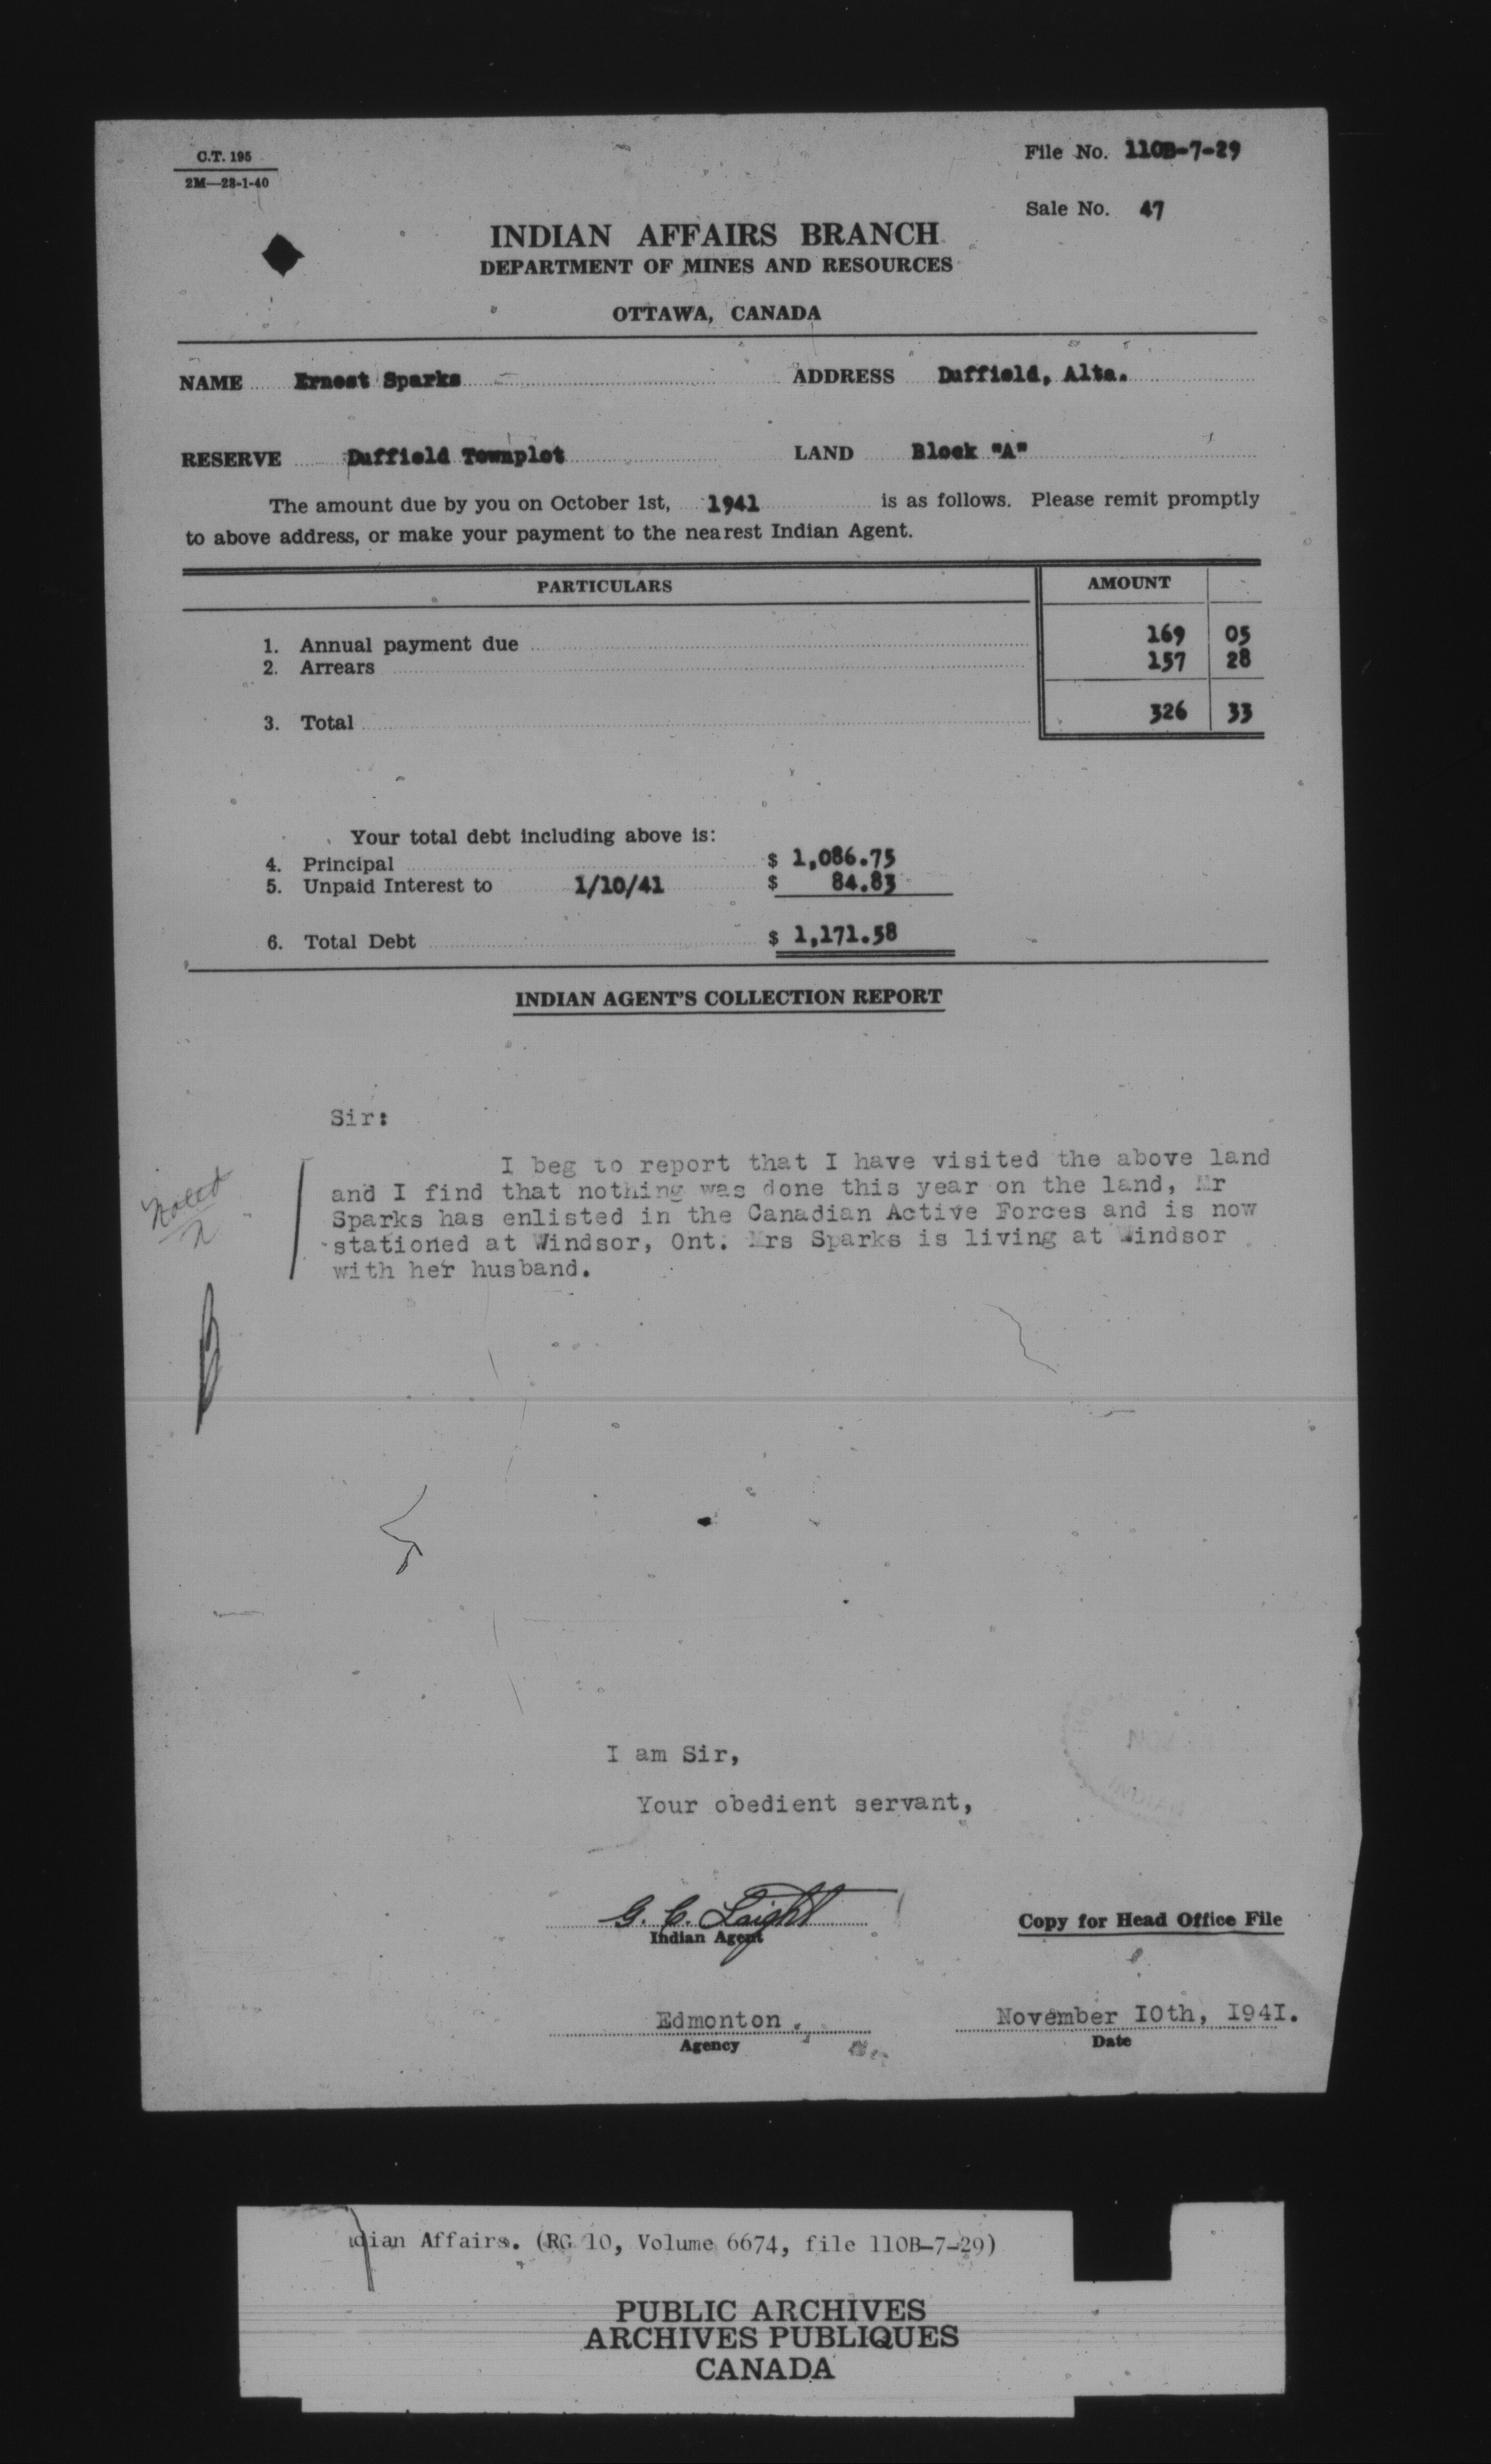 C.T. 195
2M—23-1-40
File No. 110B-7-29
Sale No. 47
INDIAN AFFAIRS BRANCH
DEPARTMENT OF MINES AND RESOURCES
OTTAWA, CANADA
NAME Ernest Sparks ADDRESS Duffield, Alta.
RESERVE Duffield Townplot LAND Block "A"
The amount due by you on October 1st, 1941 is as follows. Please remit promptly
to above address, or make your payment to the nearest Indian Agent.
PARTICULARS AMOUNT
1. Annual payment due 169 05
2. Arrears 157 28
3. Total 326 33
Your total debt including above is:
4. Principal $ 1,086.75
5. Unpaid Interest to 1/10/41 $ 84.83
6. Total Debt $ 1,171.58
INDIAN AGENT'S COLLECTION REPORT
Sir:
I beg to report that I have visited the above land
and I find that nothing was done this year on the land, Mr
Sparks has enlisted in the Canadian Active Forces and is now
stationed at Windsor, Ont. Mrs Sparks is living at Windsor
with her husband.
Noted
I am Sir,
Your obedient servant,
G. C. Laight
Indian Agent
Copy for Head Office File
Edmonton.
Agency
November IOth, I94I.
Date
dian Affairs. (RG 10, Volume 6674, file 110B-7-29)
PUBLIC ARCHIVES
ARCHIVES PUBLIQUES
CANADA